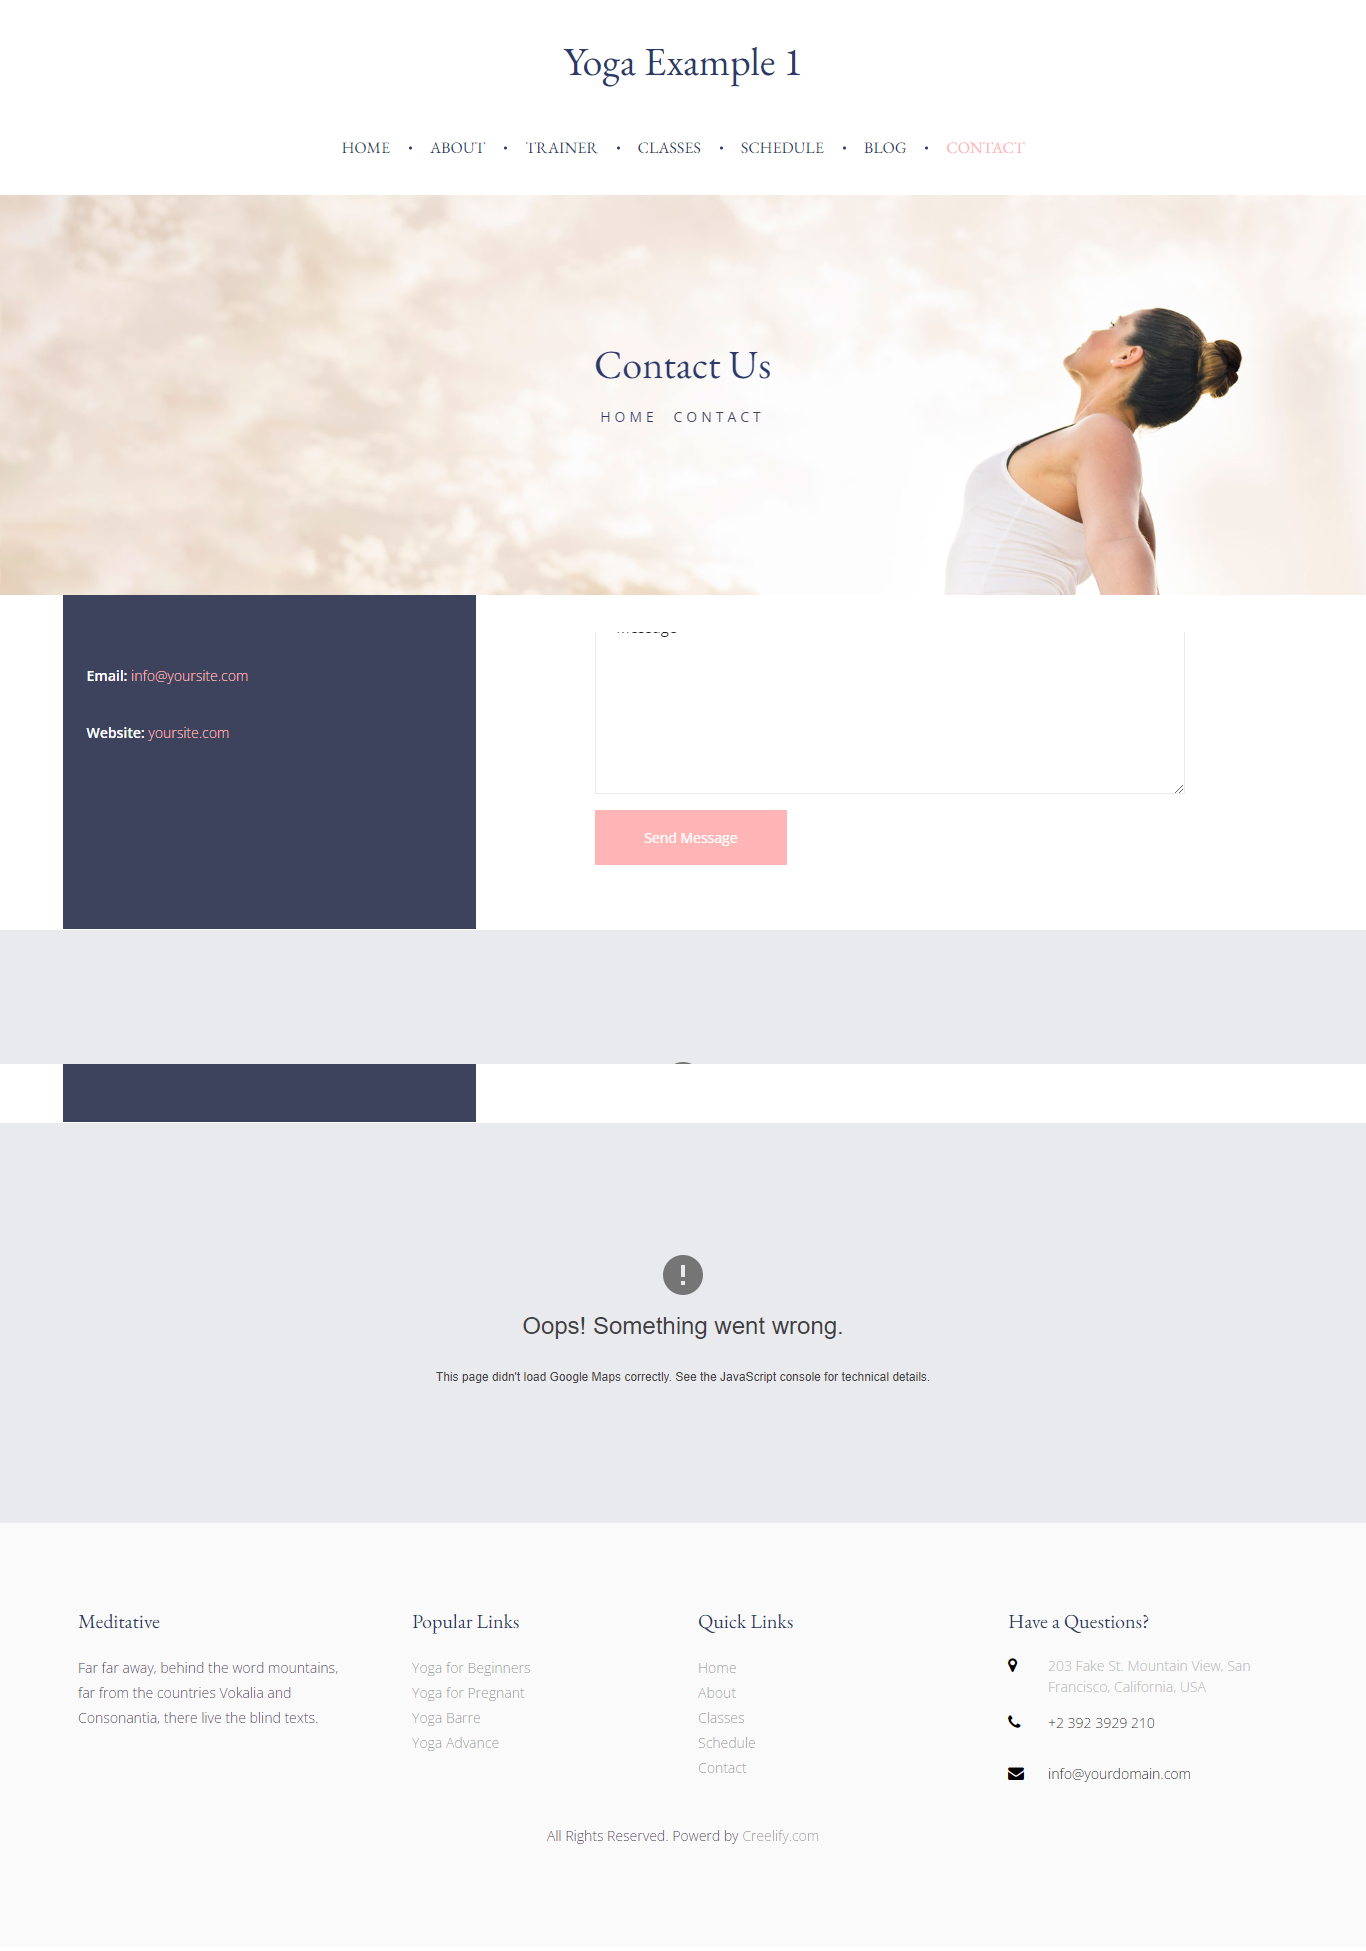 Yoga Example 1
HOME • ABOUT • TRAINER • CLASSES • SCHEDULE • BLOG • CONTACT
Contact Us
HOME CONTACT
Message
Email: info@yoursite.com
Website: yoursite.com
Send Message
Oops! Something went wrong.
This page didn't load Google Maps correctly. See the JavaScript console for technical details.
Meditative
Far far away, behind the word mountains,
far from the countries Vokalia and
Consonantia, there live the blind texts.
Popular Links
Yoga for Beginners
Yoga for Pregnant
Yoga Barre
Yoga Advance
Quick Links
Home
About
Classes
Schedule
Contact
Have a Questions?
203 Fake St. Mountain View, San
Francisco, California, USA
+2 392 3929 210
info@yourdomain.com
All Rights Reserved. Powerd by Creelify.com